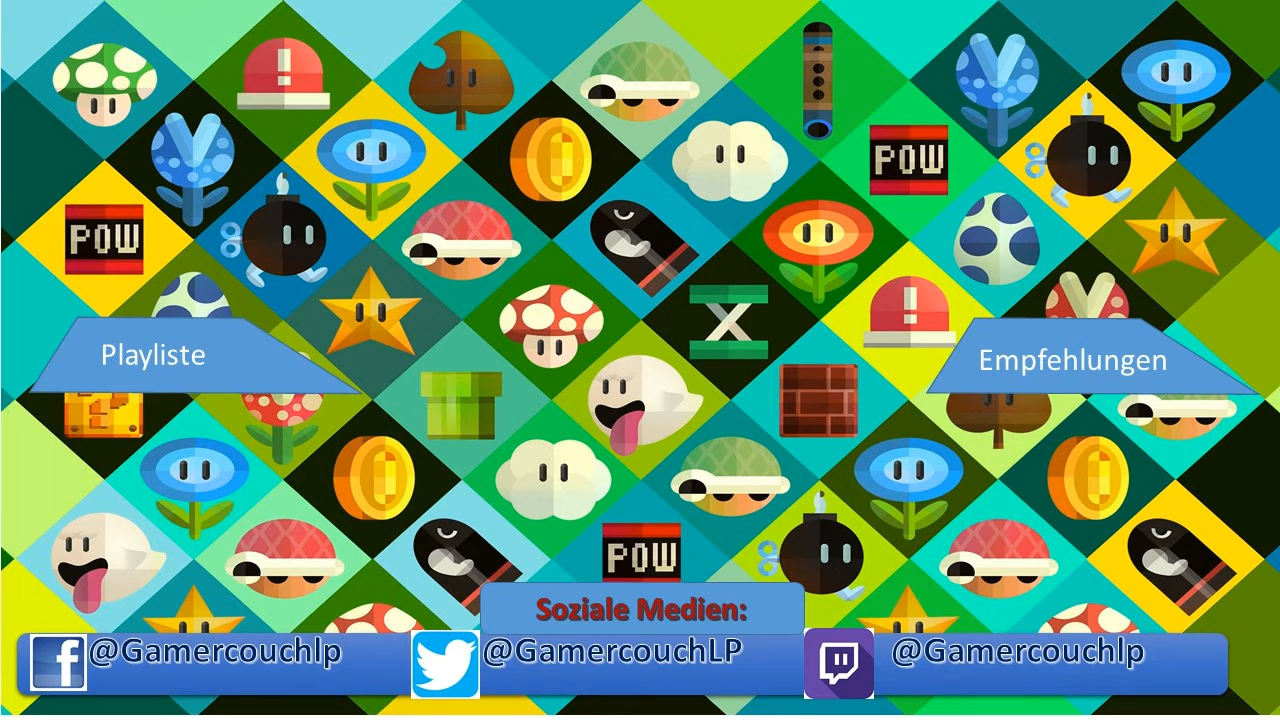 POW
POW
Playliste
Empfehlungen
POW
Soziale Medien:
@Gamercouchlp
@GamercouchLP
@Gamercouchlp